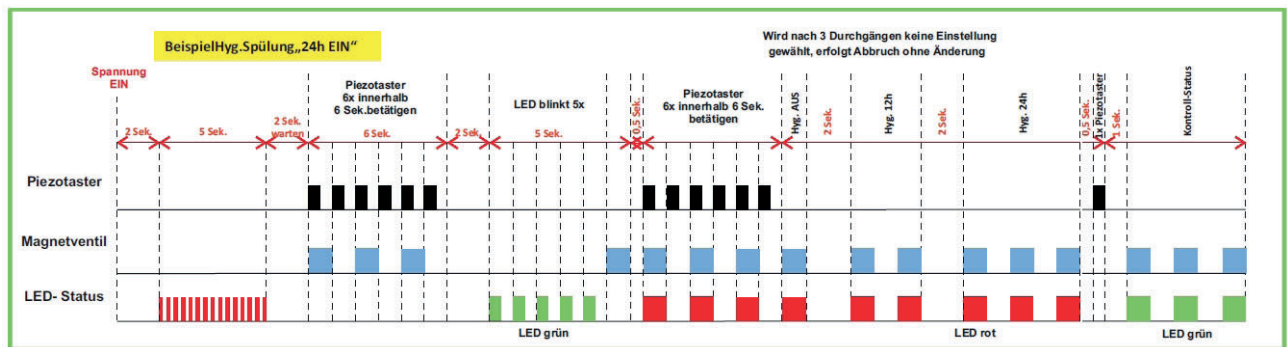 BeispielHyg.Spülung„24h EIN“
Wird nach 3 Durchgängen keine Einstellung
gewählt, erfolgt Abbruch ohne Änderung
Spannung
EIN
2 Sek.
5 Sek.
2 Sek.
warten
Piezotaster
6x innerhalb
6 Sek.betätigen
6 Sek.
2 Sek.
LED blinkt 5x
5 Sek.
0,5 Sek.
Piezotaster
6x innerhalb 6 Sek.
betätigen
Hyg. AUS
2 Sek.
Hyg. 12h
2 Sek.
Hyg. 24h
0,5 Sek.
1x Piezotaster
1 Sek.
Kontroll-Status
Piezotaster
Magnetventil
LED- Status
LED grün
LED rot
LED grün